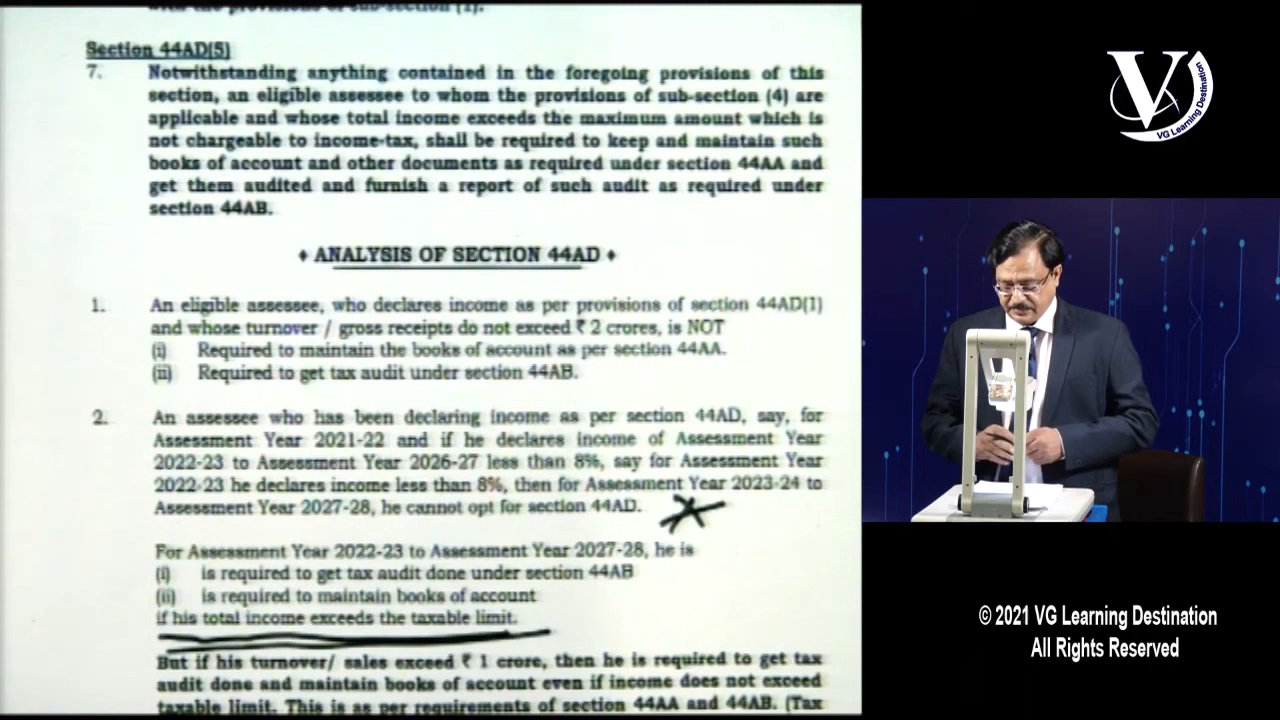 with the provisions of sub-section (1).
Section 44AD(5)
7. Notwithstanding anything contained in the foregoing provisions of this
section, an eligible assessee to whom the provisions of sub-section (4) are
applicable and whose total income exceeds the maximum amount which is
not chargeable to income-tax, shall be required to keep and maintain such
books of account and other documents as required under section 44AA and
get them audited and furnish a report of such audit as required under
section 44AB.
♦ ANALYSIS OF SECTION 44AD ♦
1. An eligible assessee, who declares income as per provisions of section 44AD(1)
and whose turnover / gross receipts do not exceed ₹ 2 crores, is NOT
(i) Required to maintain the books of account as per section 44AA.
(ii) Required to get tax audit under section 44AB.
2. An assessee who has been declaring income as per section 44AD, say, for
Assessment Year 2021-22 and if he declares income of Assessment Year
2022-23 to Assessment Year 2026-27 less than 8%, say for Assessment Year
2022-23 he declares income less than 8%, then for Assessment Year 2023-24 to
Assessment Year 2027-28, he cannot opt for section 44AD.
For Assessment Year 2022-23 to Assessment Year 2027-28, he is
(i) is required to get tax audit done under section 44AB
(ii) is required to maintain books of account
if his total income exceeds the taxable limit.
But if his turnover/ sales exceed ₹ 1 crore, then he is required to get tax
audit done and maintain books of account even if income does not exceed
taxable limit. This is as per requirements of section 44AA and 44AB. (Tax
V
VG Learning Destination
© 2021 VG Learning Destination
All Rights Reserved